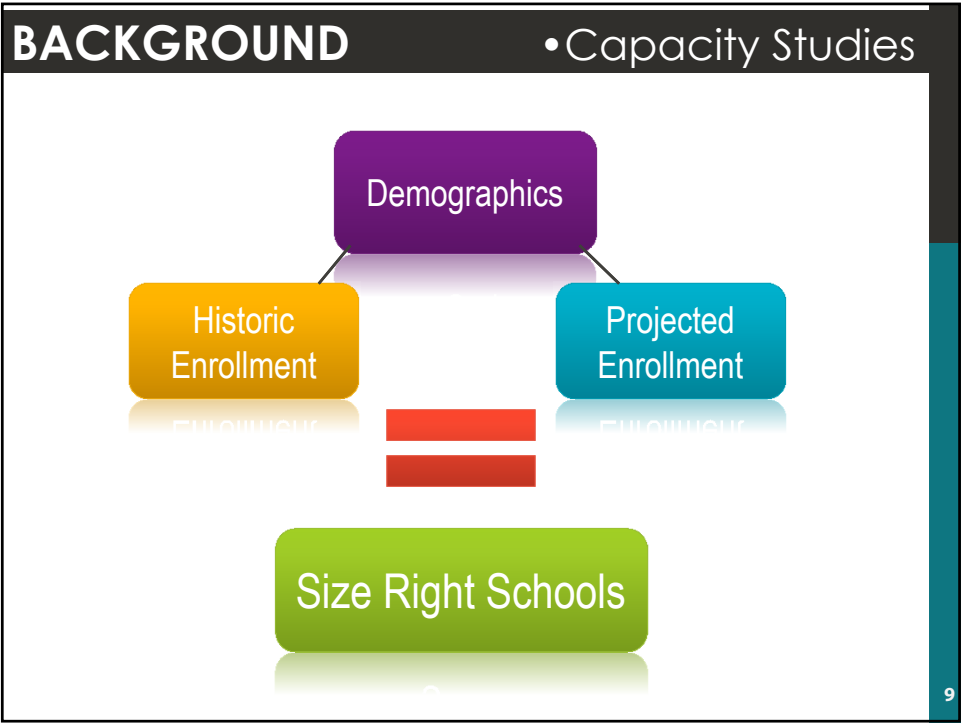 BACKGROUND •Capacity Studies
Demographics
Historic
Enrollment
Projected
Enrollment
Size Right Schools
9